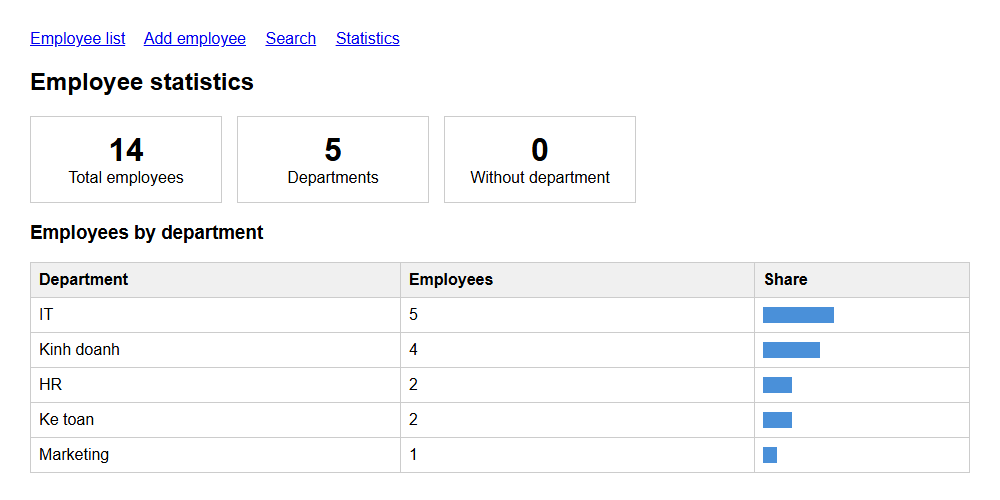 Employee list Add employee Search Statistics
Employee statistics
14 5 0
Total employees Departments Without department
Employees by department
Department Employees Share
IT 5
Kinh doanh 4
HR 2
Ke toan 2
Marketing 1